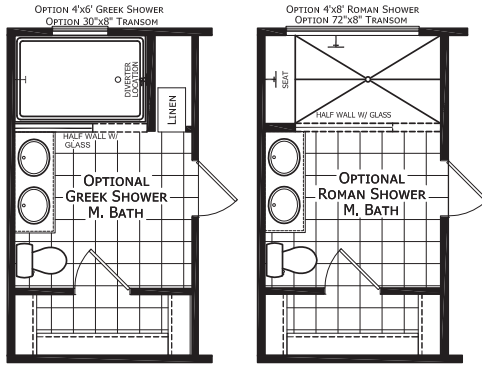 OPTION 4'x6' GREEK SHOWER
OPTION 30"x8" TRANSOM
DIVERTER
LOCATION
LINEN
HALF WALL W/
GLASS
OPTIONAL
GREEK SHOWER
M. BATH
OPTION 4'x8' ROMAN SHOWER
OPTION 72"x8" TRANSOM
SEAT
HALF WALL W/ GLASS
OPTIONAL
ROMAN SHOWER
M. BATH